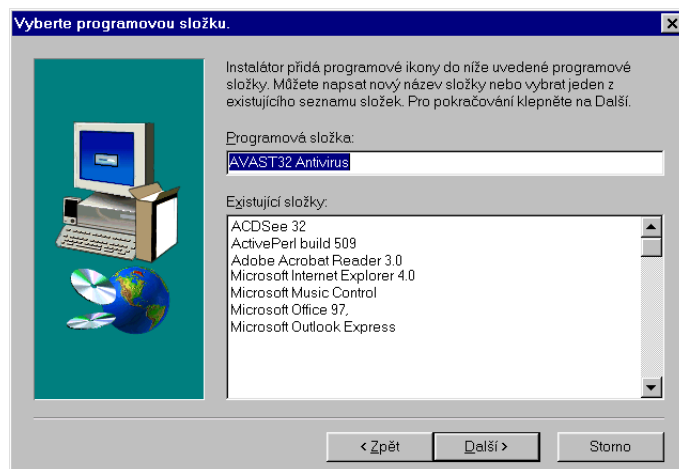 Vyberte programovou složku.
Instalátor přidá programové ikony do níže uvedené programové
složky. Můžete napsat nový název složky nebo vybrat jeden z
existujícího seznamu složek. Pro pokračování klepněte na Další.
Programová složka:
AVAST32 Antivirus
Existující složky:
ACDSee 32
ActivePerl build 509
Adobe Acrobat Reader 3.0
Microsoft Internet Explorer 4.0
Microsoft Music Control
Microsoft Office 97,
Microsoft Outlook Express
< Zpět
Další >
Storno